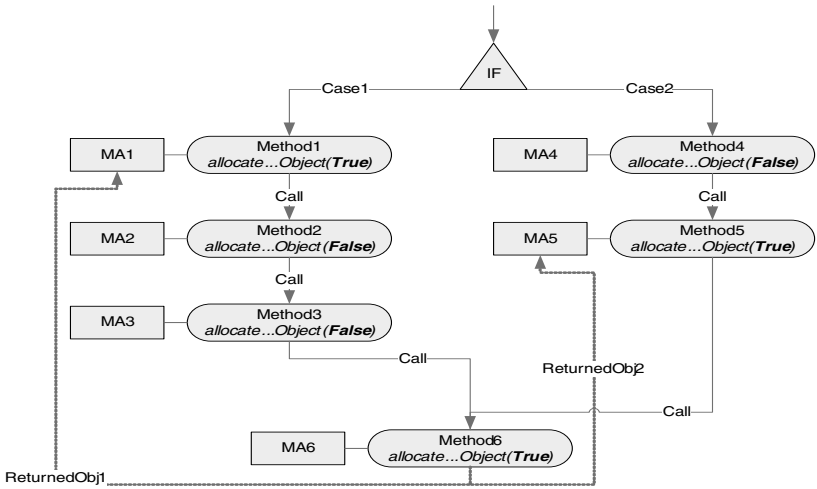 IF
Case1
Case2
MA1
Method1
allocate...Object(True)
MA4
Method4
allocate...Object(False)
Call
Call
MA2
Method2
allocate...Object(False)
MA5
Method5
allocate...Object(True)
Call
MA3
Method3
allocate...Object(False)
Call
ReturnedObj2
Call
MA6
Method6
allocate...Object(True)
ReturnedObj1